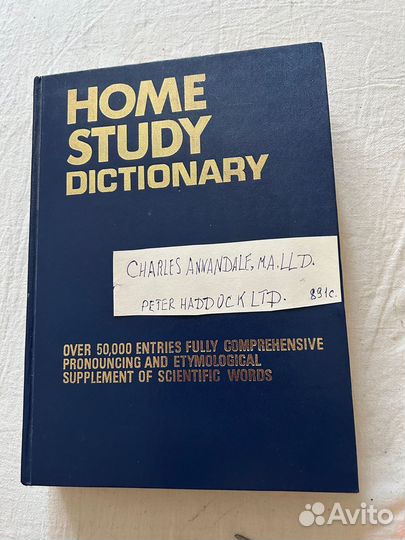 HOME
STUDY
DICTIONARY
CHARLES ANNANDALE, M.A. LL.D.
PETER HADDOCK LTD. 891с.
OVER 50,000 ENTRIES FULLY COMPREHENSIVE
PRONOUNCING AND ETYMOLOGICAL
SUPPLEMENT OF SCIENTIFIC WORDS
Avito